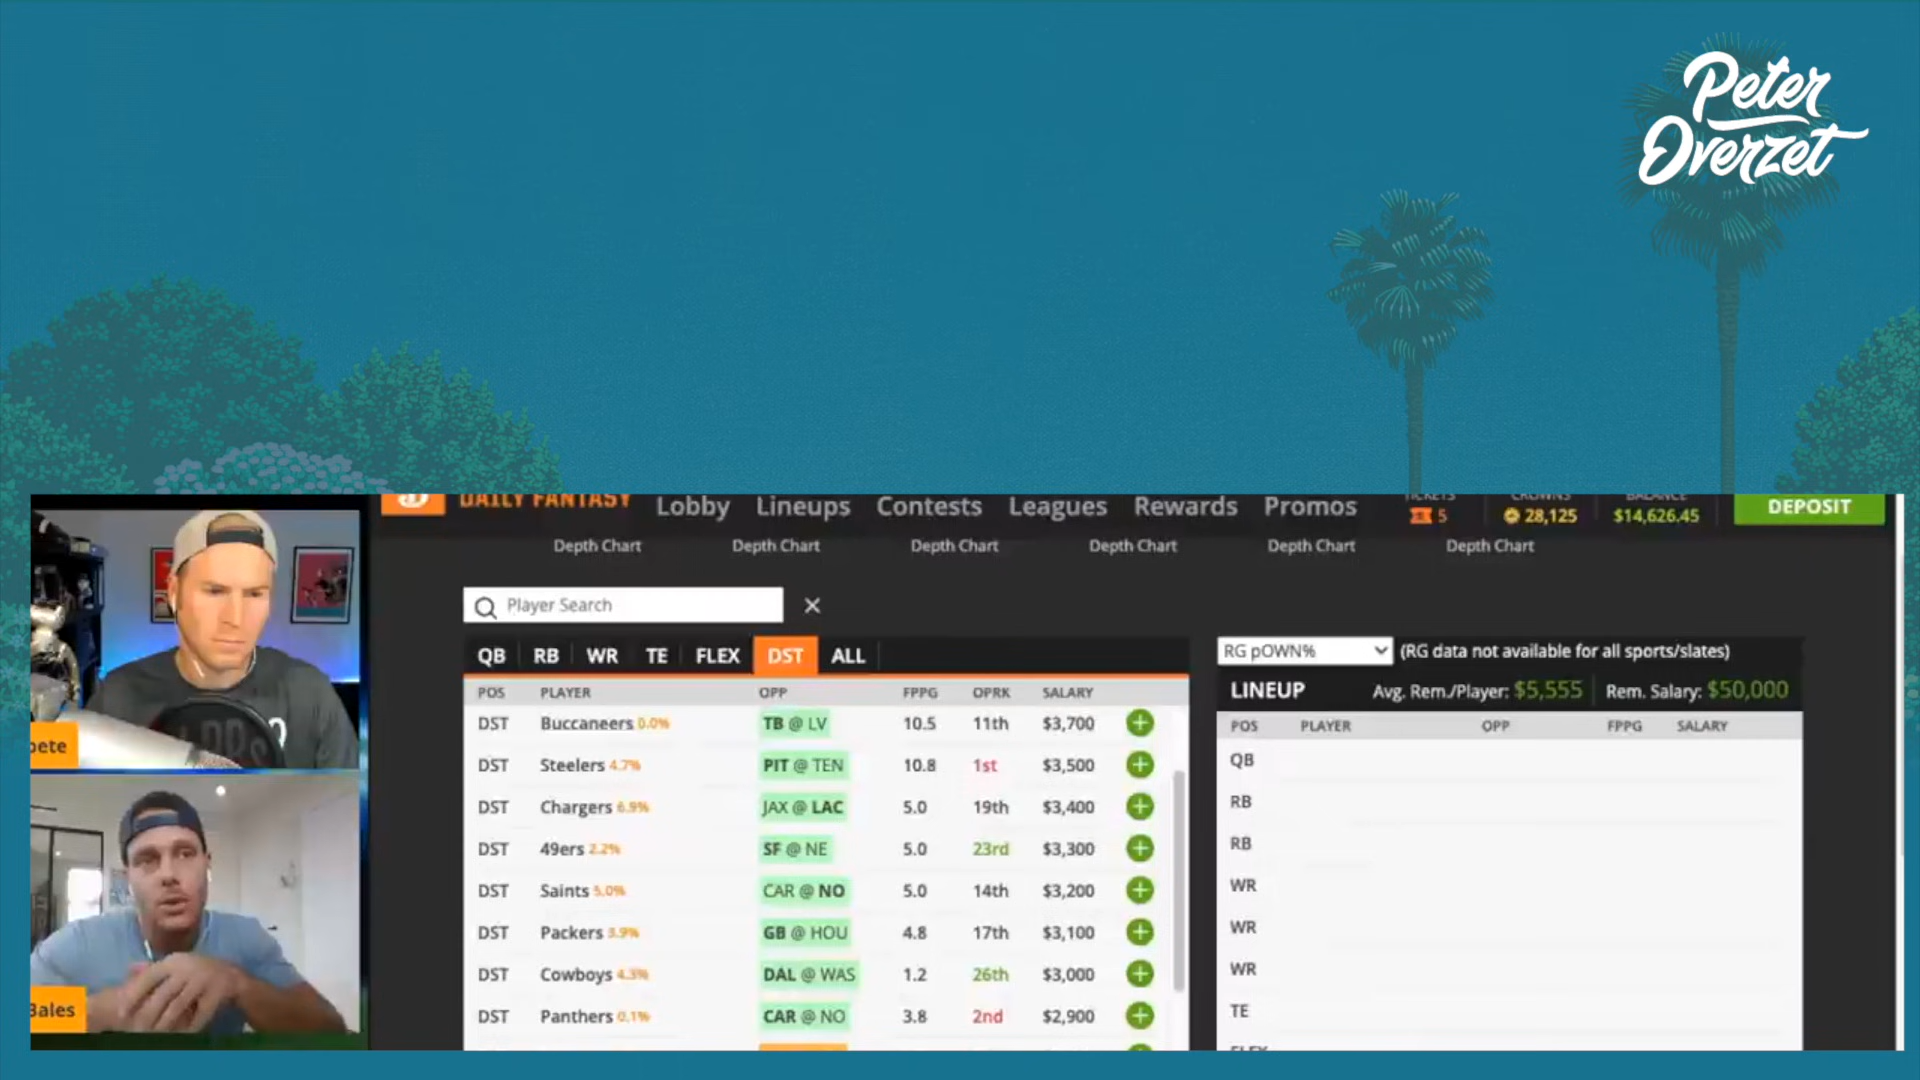 Peter
Overzet
DAILY FANTASY
Lobby Lineups Contests Leagues Rewards Promos
TICKETS CROWNS BALANCE
5 28,125 $14,626.45
DEPOSIT
Depth Chart Depth Chart Depth Chart Depth Chart Depth Chart Depth Chart
Player Search ×
QB RB WR TE FLEX DST ALL
POS PLAYER OPP FPPG OPRK SALARY
DST Buccaneers 0.0% TB @ LV 10.5 11th $3,700
DST Steelers 4.7% PIT @ TEN 10.8 1st $3,500
DST Chargers 6.9% JAX @ LAC 5.0 19th $3,400
DST 49ers 2.2% SF @ NE 5.0 23rd $3,300
DST Saints 5.0% CAR @ NO 5.0 14th $3,200
DST Packers 3.9% GB @ HOU 4.8 17th $3,100
DST Cowboys 4.3% DAL @ WAS 1.2 26th $3,000
DST Panthers 0.1% CAR @ NO 3.8 2nd $2,900
RG pOWN% (RG data not available for all sports/slates)
LINEUP Avg. Rem./Player: $5,555 Rem. Salary: $50,000
POS PLAYER OPP FPPG SALARY
QB
RB
RB
WR
WR
WR
TE
FLEX
pete
Bales